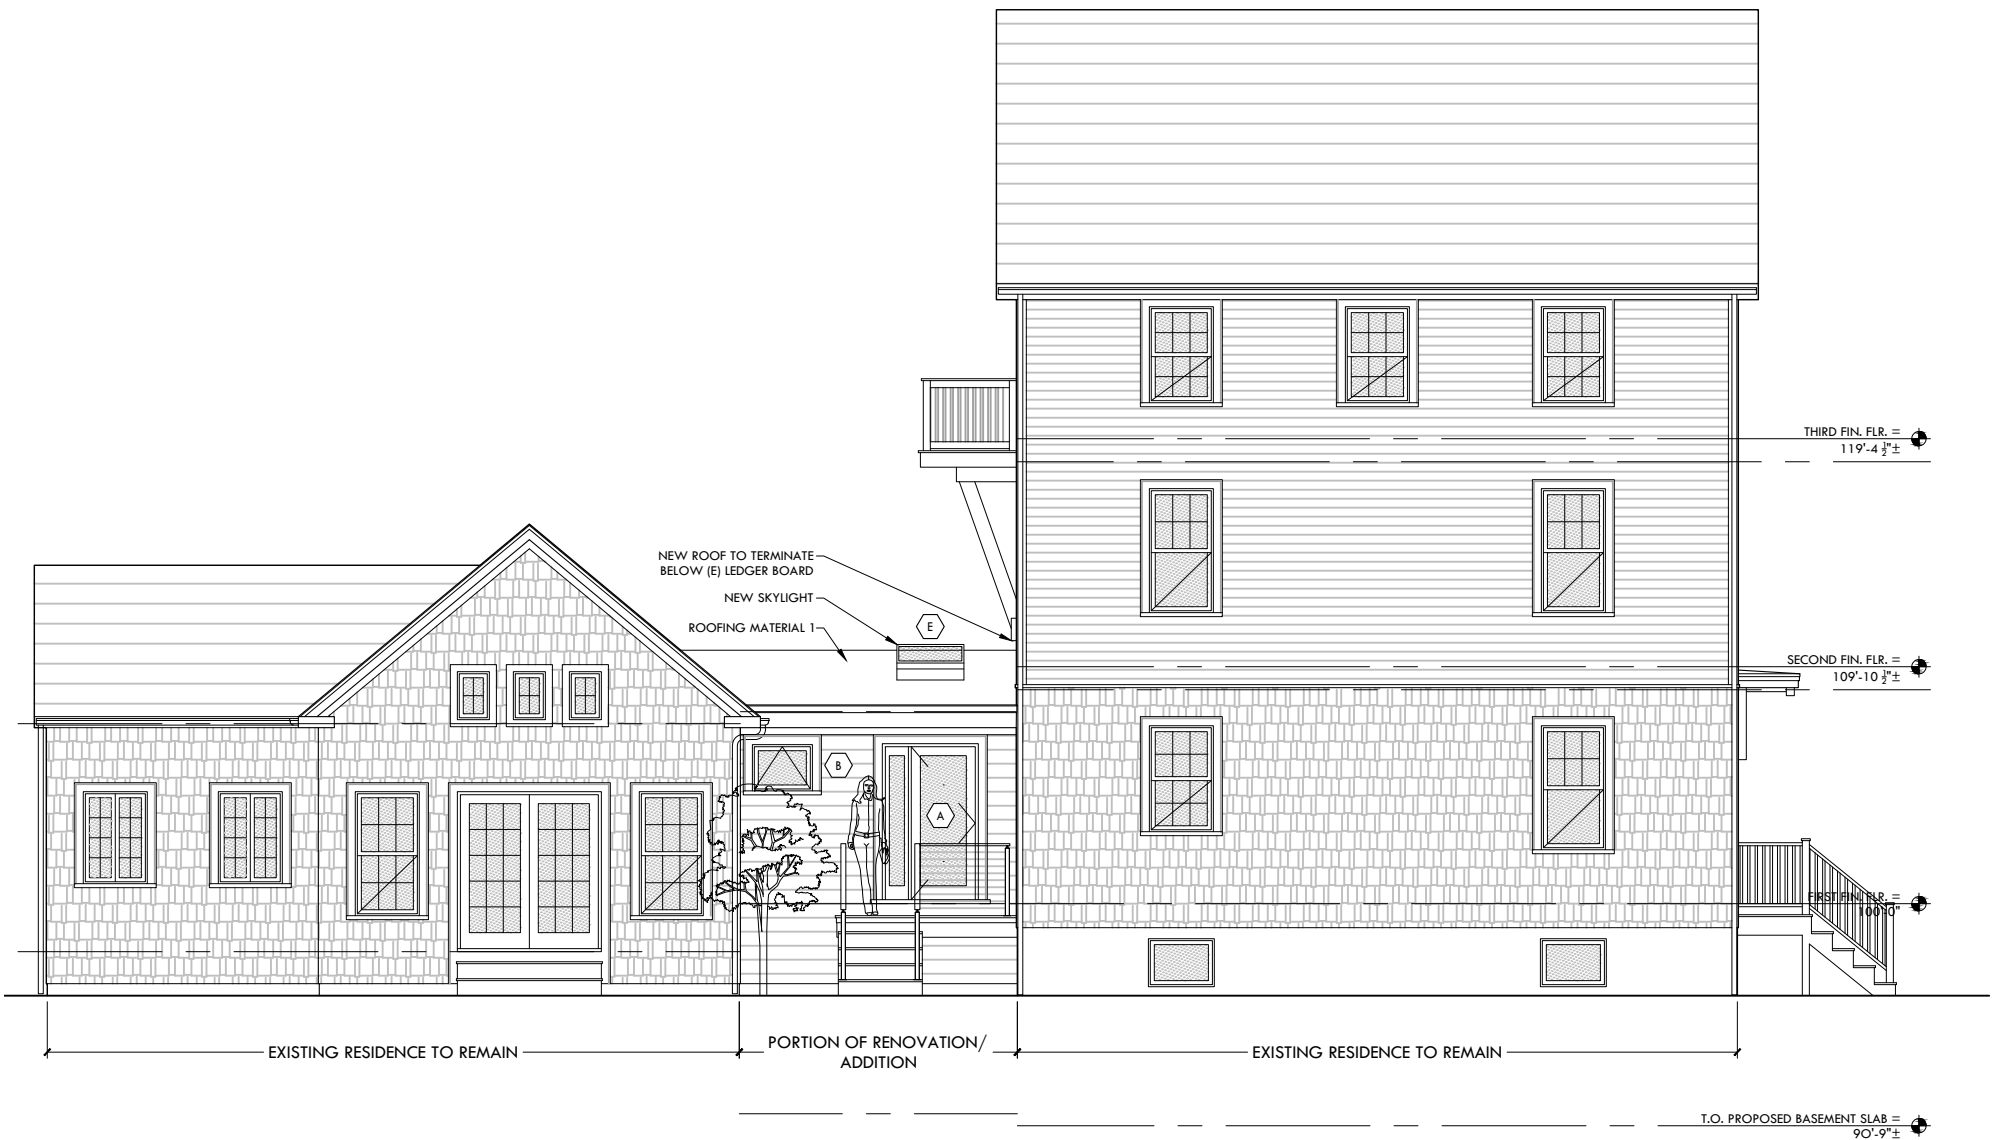 THIRD FIN. FLR. =
119'-4 ½"±
NEW ROOF TO TERMINATE
BELOW (E) LEDGER BOARD
NEW SKYLIGHT
E
ROOFING MATERIAL 1
SECOND FIN. FLR. =
109'-10 ½"±
B
A
FIRST FIN. FLR. =
100'-0"
EXISTING RESIDENCE TO REMAIN
PORTION OF RENOVATION/
ADDITION
EXISTING RESIDENCE TO REMAIN
T.O. PROPOSED BASEMENT SLAB =
90'-9"±